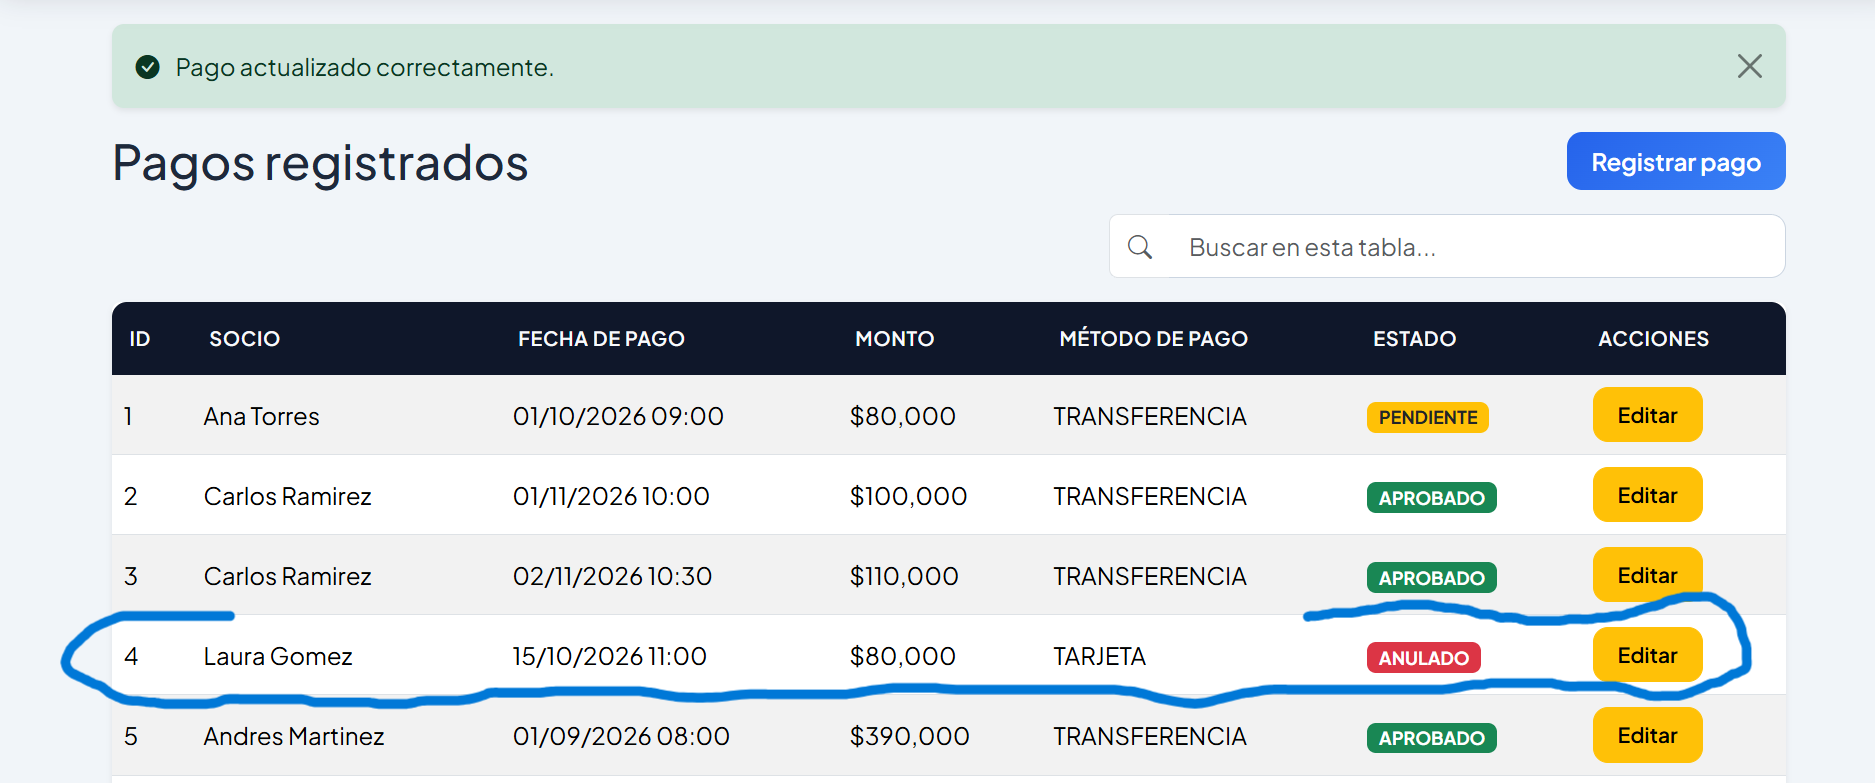 Pago actualizado correctamente.
Pagos registrados
Registrar pago
Buscar en esta tabla...
ID SOCIO FECHA DE PAGO MONTO MÉTODO DE PAGO ESTADO ACCIONES
1 Ana Torres 01/10/2026 09:00 $80,000 TRANSFERENCIA PENDIENTE Editar
2 Carlos Ramirez 01/11/2026 10:00 $100,000 TRANSFERENCIA APROBADO Editar
3 Carlos Ramirez 02/11/2026 10:30 $110,000 TRANSFERENCIA APROBADO Editar
4 Laura Gomez 15/10/2026 11:00 $80,000 TARJETA ANULADO Editar
5 Andres Martinez 01/09/2026 08:00 $390,000 TRANSFERENCIA APROBADO Editar